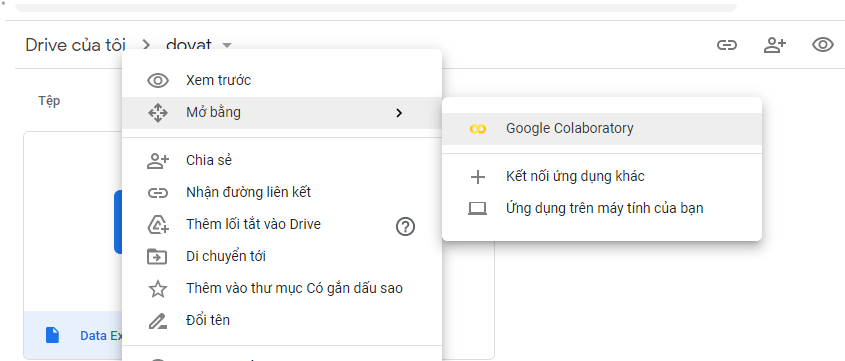 Drive của tôi > dovat
Tệp
Xem trước
Mở bằng
Chia sẻ
Nhận đường liên kết
Thêm lối tắt vào Drive
Di chuyển tới
Thêm vào thư mục Có gắn dấu sao
Đổi tên
Google Colaboratory
Kết nối ứng dụng khác
Ứng dụng trên máy tính của bạn
Data Ex